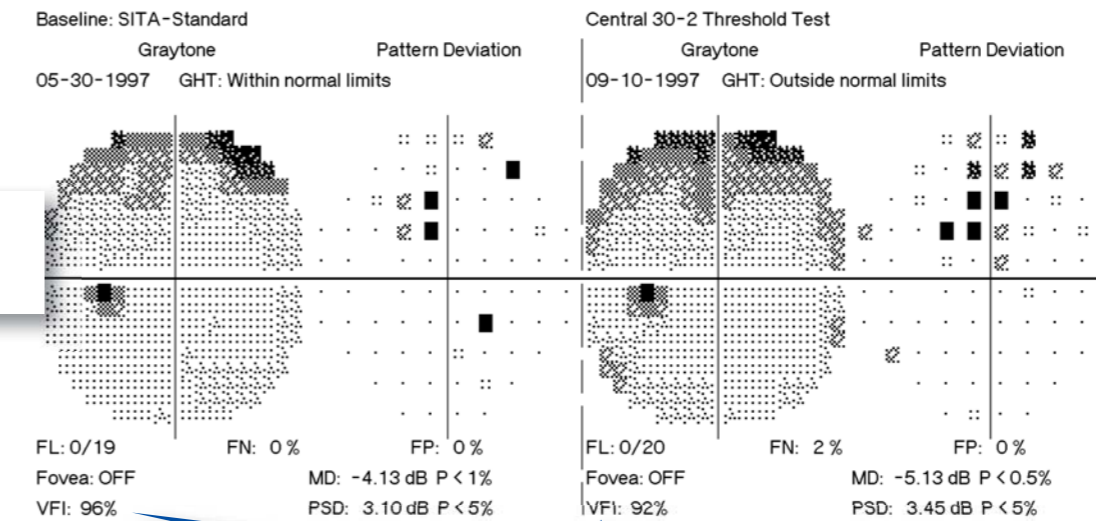 Baseline: SITA-Standard
Central 30-2 Threshold Test
Graytone
Pattern Deviation
Graytone
Pattern Deviation
05-30-1997 GHT: Within normal limits
09-10-1997 GHT: Outside normal limits
FL: 0/19 FN: 0 % FP: 0 %
FL: 0/20 FN: 2 % FP: 0 %
Fovea: OFF MD: -4.13 dB P < 1%
Fovea: OFF MD: -5.13 dB P < 0.5%
VFI: 96% PSD: 3.10 dB P < 5%
VFI: 92% PSD: 3.45 dB P < 5%